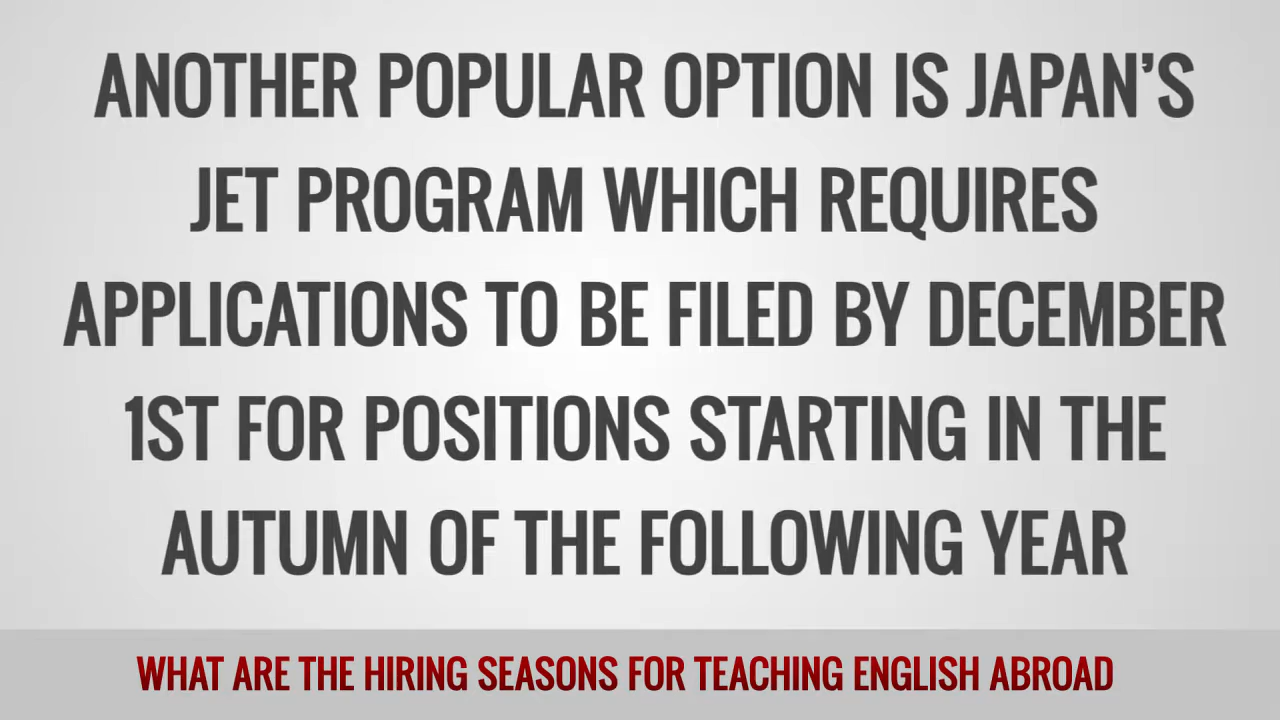 ANOTHER POPULAR OPTION IS JAPAN’S
JET PROGRAM WHICH REQUIRES
APPLICATIONS TO BE FILED BY DECEMBER
1ST FOR POSITIONS STARTING IN THE
AUTUMN OF THE FOLLOWING YEAR
WHAT ARE THE HIRING SEASONS FOR TEACHING ENGLISH ABROAD